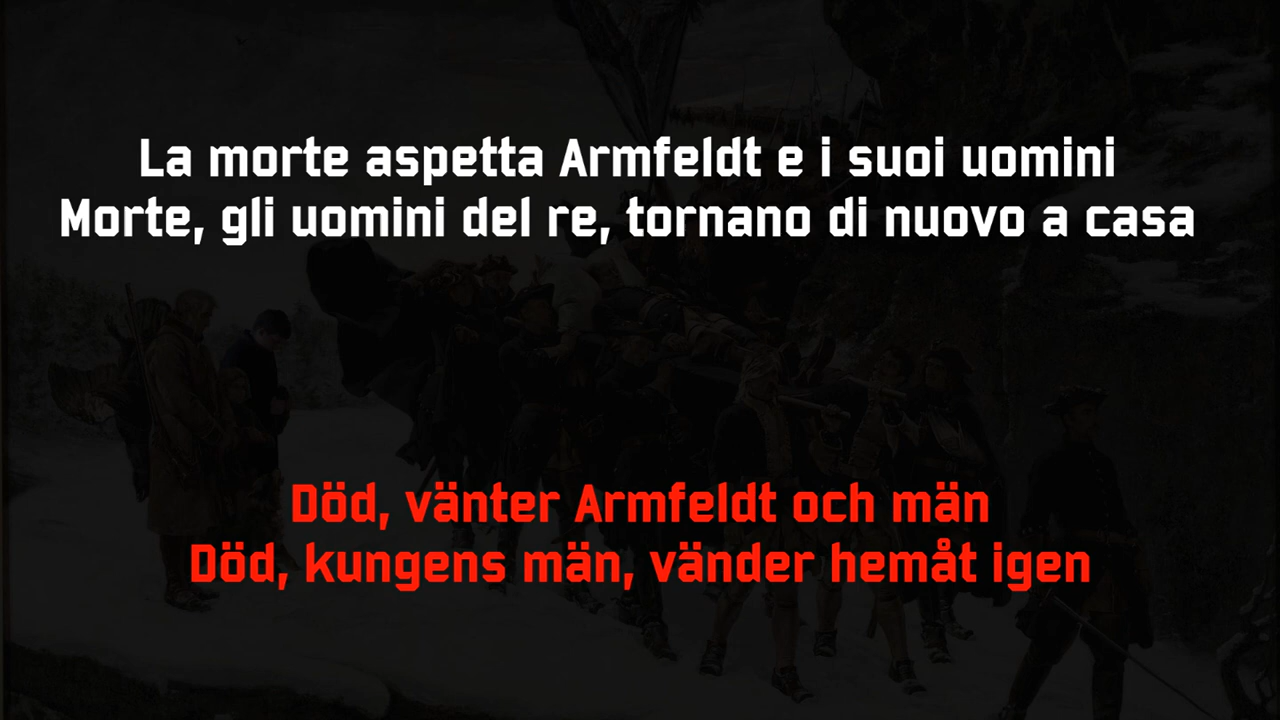 La morte aspetta Armfeldt e i suoi uomini
Morte, gli uomini del re, tornano di nuovo a casa
Död, vänter Armfeldt och män
Död, kungens män, vänder hemåt igen